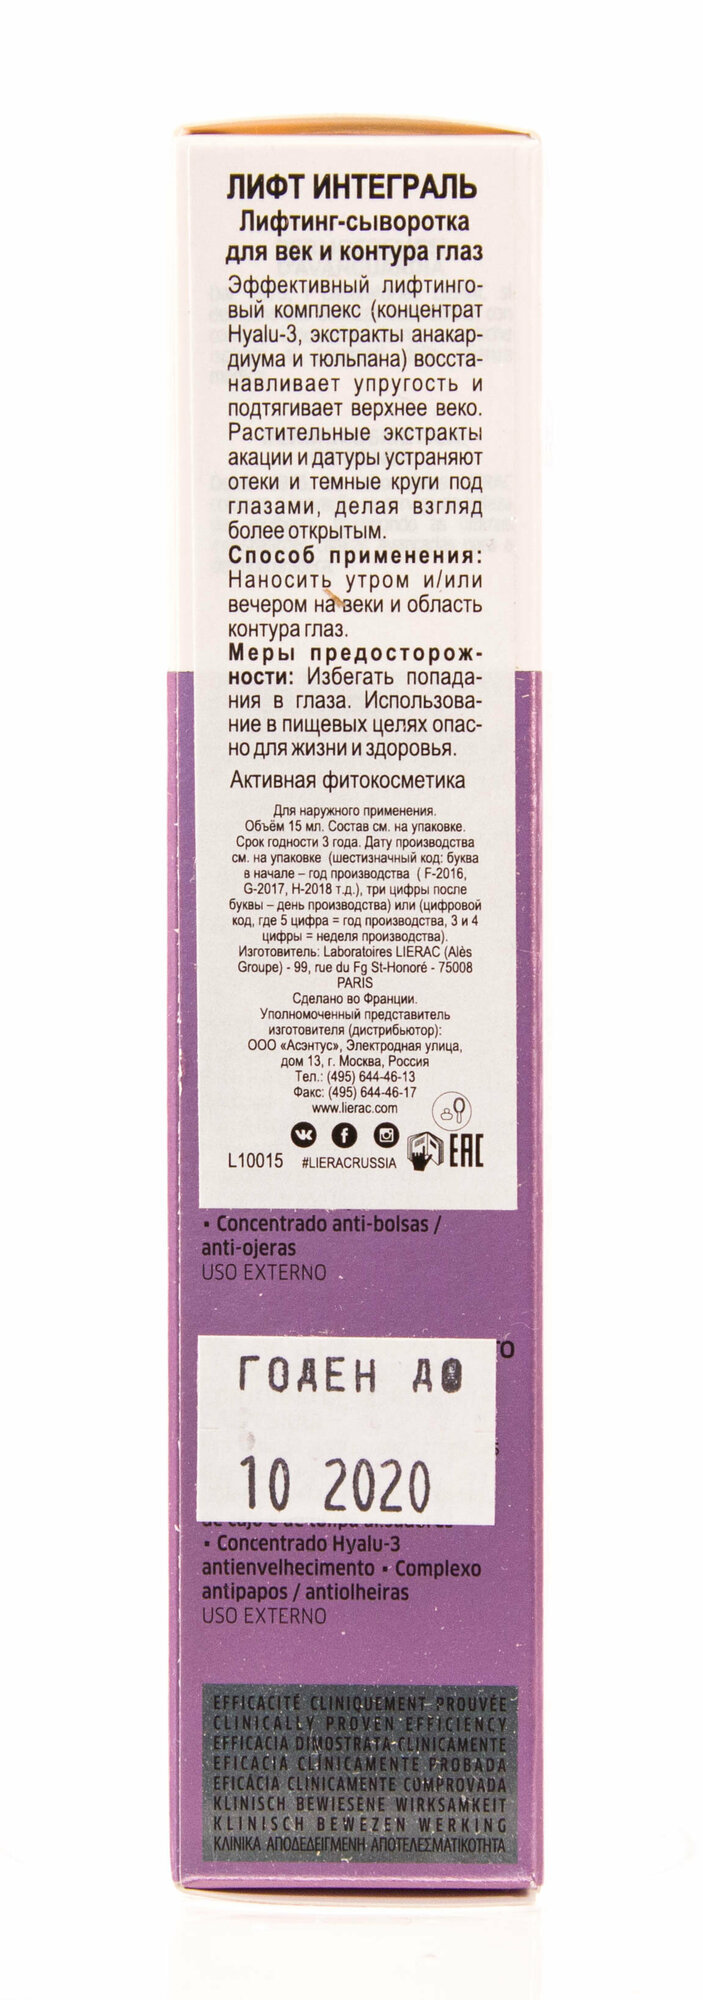 ЛИФТ ИНТЕГРАЛЬ
Лифтинг-сыворотка
для век и контура глаз
Эффективный лифтинго-
вый комплекс (концентрат
Hyalu-3, экстракты анакар-
диума и тюльпана) восста-
навливает упругость и
подтягивает верхнее веко.
Растительные экстракты
акации и датуры устраняют
отеки и темные круги под
глазами, делая взгляд
более открытым.
Способ применения:
Наносить утром и/или
вечером на веки и область
контура глаз.
Меры предосторож-
ности: Избегать попада-
ния в глаза. Использова-
ние в пищевых целях опас-
но для жизни и здоровья.
Активная фитокосметика
Для наружного применения.
Объём 15 мл. Состав см. на упаковке.
Срок годности 3 года. Дату производства
см. на упаковке (шестизначный код: буква
в начале – год производства ( F-2016,
G-2017, H-2018 т.д.), три цифры после
буквы – день производства) или (цифровой
код, где 5 цифра = год производства, 3 и 4
цифры = неделя производства).
Изготовитель: Laboratoires LIERAC (Alès
Groupe) - 99, rue du Fg St-Honoré - 75008
PARIS
Сделано во Франции.
Уполномоченный представитель
изготовителя (дистрибьютор):
ООО «Асэнтус», Электродная улица,
дом 13, г. Москва, Россия
Тел.: (495) 644-46-13
Факс: (495) 644-46-17
www.lierac.com
L10015 #LIERACRUSSIA EAC
▪ Concentrado anti-bolsas /
anti-ojeras
USO EXTERNO
ГОДЕН ДО
10 2020
▪ Concentrado Hyalu-3
antienvelhecimento ▪ Complexo
antipapos / antiolheiras
USO EXTERNO
EFFICACITÉ CLINIQUEMENT PROUVÉE
CLINICALLY PROVEN EFFICIENCY
EFFICACIA DIMOSTRATA CLINICAMENTE
EFICACIA CLÍNICAMENTE PROBADA
EFICÁCIA CLINICAMENTE COMPROVADA
KLINISCH BEWIESENE WIRKSAMKEIT
KLINISCH BEWEZEN WERKING
ΚΛΙΝΙΚΑ ΑΠΟΔΕΔΕΙΓΜΕΝΗ ΑΠΟΤΕΛΕΣΜΑΤΙΚΟΤΗΤΑ